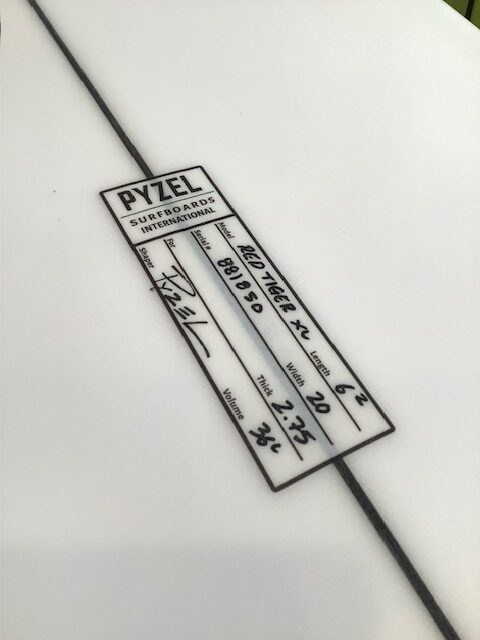 PYZEL
SURFBOARDS
INTERNATIONAL
Model RED TIGER XL Length 6 2
Serial # 881850 Width 20
For Thick 2.75
Shaper PYZEL Volume 36L